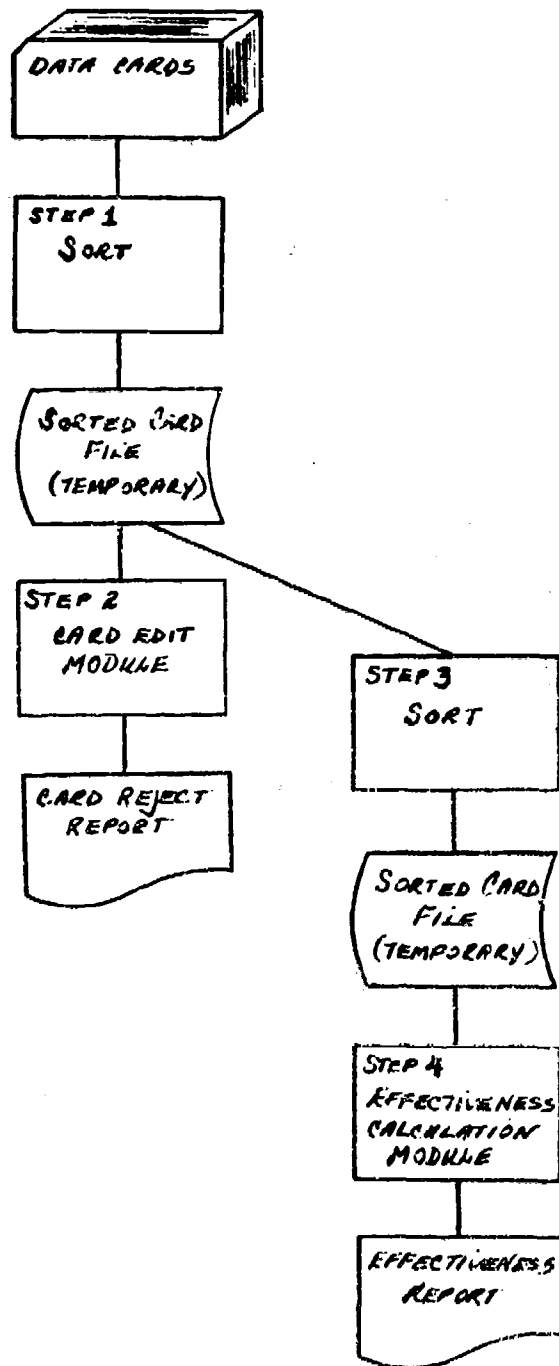 DATA CARDS
STEP 1
SORT
SORTED CARD
FILE
(TEMPORARY)
STEP 2
CARD EDIT
MODULE
CARD REJECT
REPORT
STEP 3
SORT
SORTED CARD
FILE
(TEMPORARY)
STEP 4
EFFECTIVENESS
CALCULATION
MODULE
EFFECTIVENESS
REPORT